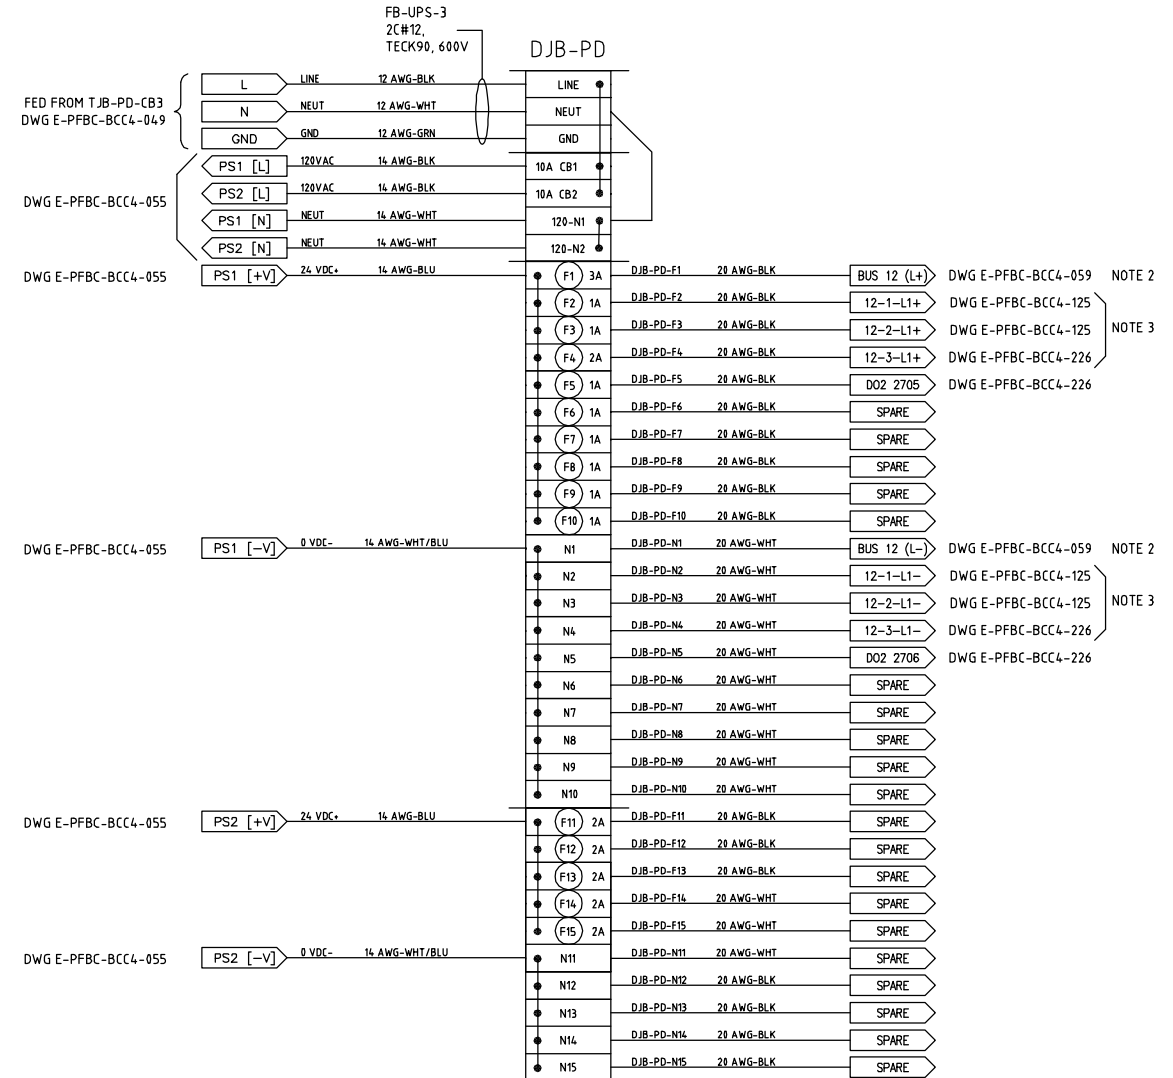 FB-UPS-3
2C#12,
TECK90, 600V
DJB-PD
FED FROM TJB-PD-CB3
DWG E-PFBC-BCC4-049
L LINE 12 AWG-BLK LINE
N NEUT 12 AWG-WHT NEUT
GND GND 12 AWG-GRN GND
DWG E-PFBC-BCC4-055
PS1 [L] 120VAC 14 AWG-BLK 10A CB1
PS2 [L] 120VAC 14 AWG-BLK 10A CB2
PS1 [N] NEUT 14 AWG-WHT 120-N1
PS2 [N] NEUT 14 AWG-WHT 120-N2
DWG E-PFBC-BCC4-055 PS1 [+V] 24 VDC+ 14 AWG-BLU F1 3A DJB-PD-F1 20 AWG-BLK BUS 12 (L+) DWG E-PFBC-BCC4-059 NOTE 2
F2 1A DJB-PD-F2 20 AWG-BLK 12-1-L1+ DWG E-PFBC-BCC4-125
F3 1A DJB-PD-F3 20 AWG-BLK 12-2-L1+ DWG E-PFBC-BCC4-125 NOTE 3
F4 2A DJB-PD-F4 20 AWG-BLK 12-3-L1+ DWG E-PFBC-BCC4-226
F5 1A DJB-PD-F5 20 AWG-BLK DO2 2705 DWG E-PFBC-BCC4-226
F6 1A DJB-PD-F6 20 AWG-BLK SPARE
F7 1A DJB-PD-F7 20 AWG-BLK SPARE
F8 1A DJB-PD-F8 20 AWG-BLK SPARE
F9 1A DJB-PD-F9 20 AWG-BLK SPARE
F10 1A DJB-PD-F10 20 AWG-BLK SPARE
DWG E-PFBC-BCC4-055 PS1 [-V] 0 VDC- 14 AWG-WHT/BLU N1 DJB-PD-N1 20 AWG-WHT BUS 12 (L-) DWG E-PFBC-BCC4-059 NOTE 2
N2 DJB-PD-N2 20 AWG-WHT 12-1-L1- DWG E-PFBC-BCC4-125
N3 DJB-PD-N3 20 AWG-WHT 12-2-L1- DWG E-PFBC-BCC4-125 NOTE 3
N4 DJB-PD-N4 20 AWG-WHT 12-3-L1- DWG E-PFBC-BCC4-226
N5 DJB-PD-N5 20 AWG-WHT DO2 2706 DWG E-PFBC-BCC4-226
N6 DJB-PD-N6 20 AWG-WHT SPARE
N7 DJB-PD-N7 20 AWG-WHT SPARE
N8 DJB-PD-N8 20 AWG-WHT SPARE
N9 DJB-PD-N9 20 AWG-WHT SPARE
N10 DJB-PD-N10 20 AWG-WHT SPARE
DWG E-PFBC-BCC4-055 PS2 [+V] 24 VDC+ 14 AWG-BLU F11 2A DJB-PD-F11 20 AWG-BLK SPARE
F12 2A DJB-PD-F12 20 AWG-BLK SPARE
F13 2A DJB-PD-F13 20 AWG-BLK SPARE
F14 2A DJB-PD-F14 20 AWG-WHT SPARE
F15 2A DJB-PD-F15 20 AWG-WHT SPARE
DWG E-PFBC-BCC4-055 PS2 [-V] 0 VDC- 14 AWG-WHT/BLU N11 DJB-PD-N11 20 AWG-WHT SPARE
N12 DJB-PD-N12 20 AWG-BLK SPARE
N13 DJB-PD-N13 20 AWG-BLK SPARE
N14 DJB-PD-N14 20 AWG-BLK SPARE
N15 DJB-PD-N15 20 AWG-BLK SPARE